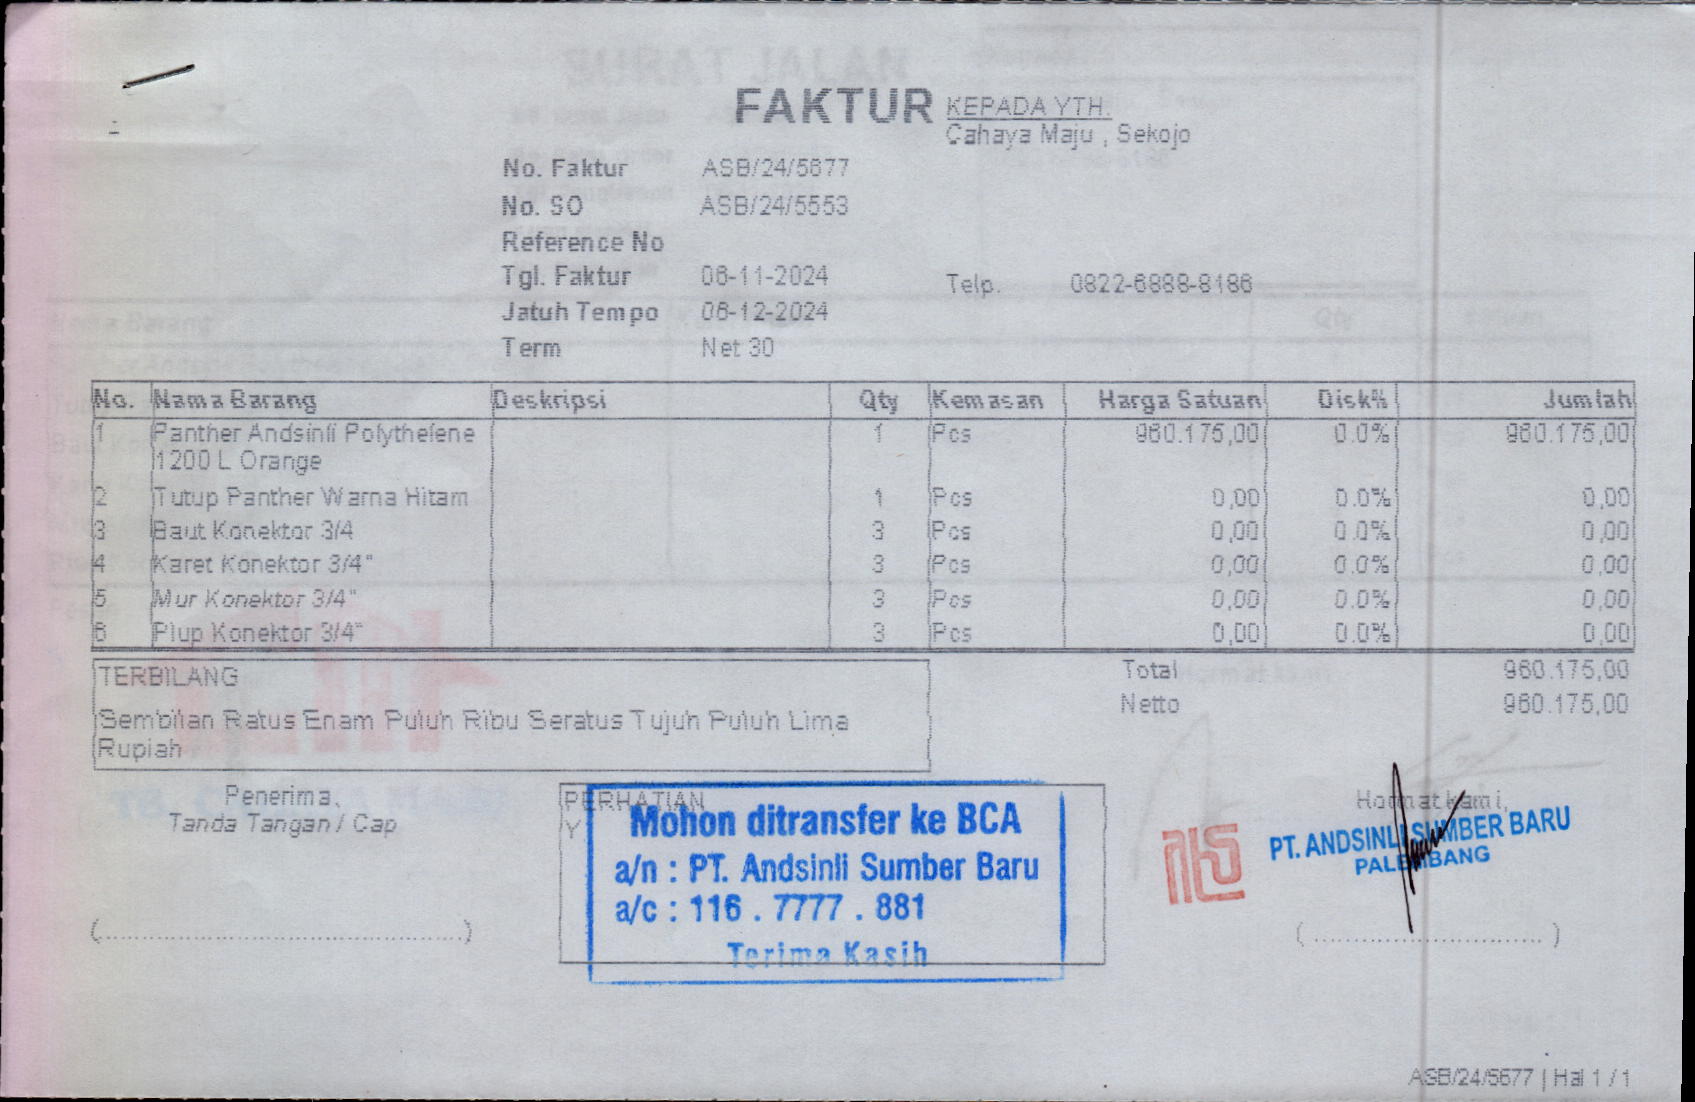 FAKTUR
KEPADA YTH.
Cahaya Maju , Sekojo
No. Faktur ASB/24/5677
No. SO ASB/24/5553
Reference No
Tgl. Faktur 06-11-2024
Telp. 0822-6888-8186
Jatuh Tempo 06-12-2024
Term Net 30
No. Nama Barang Deskripsi Qty Kemasan Harga Satuan Disk% Jumlah
1 Panther Andsinli Polythelene 1 Pcs 960.175,00 0.0% 960.175,00
1200 L Orange
2 Tutup Panther Warna Hitam 1 Pcs 0,00 0.0% 0,00
3 Baut Konektor 3/4 3 Pcs 0,00 0.0% 0,00
4 Karet Konektor 3/4" 3 Pcs 0,00 0.0% 0,00
5 Mur Konektor 3/4" 3 Pcs 0,00 0.0% 0,00
6 Plup Konektor 3/4" 3 Pcs 0,00 0.0% 0,00
TERBILANG
Sembilan Ratus Enam Puluh Ribu Seratus Tujuh Puluh Lima
Rupiah
Total 960.175,00
Netto 960.175,00
Penerima,
Tanda Tangan / Cap
(..........................................)
PERHATIAN
Y
Mohon ditransfer ke BCA
a/n : PT. Andsinli Sumber Baru
a/c : 116 . 7777 . 881
Terima Kasih
Hormat kami,
PT. ANDSINLI SUMBER BARU
PALEMBANG
( ........................... )
ASB/24/5677 | Hal 1 / 1